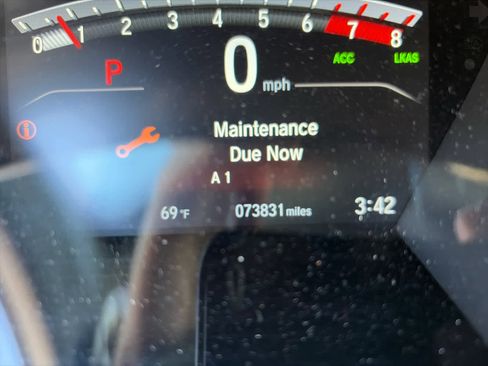 0 1 2 3 4 5 6 7 8
P 0 mph ACC LKAS
Maintenance
Due Now
A 1
69°F 073831 miles 3:42